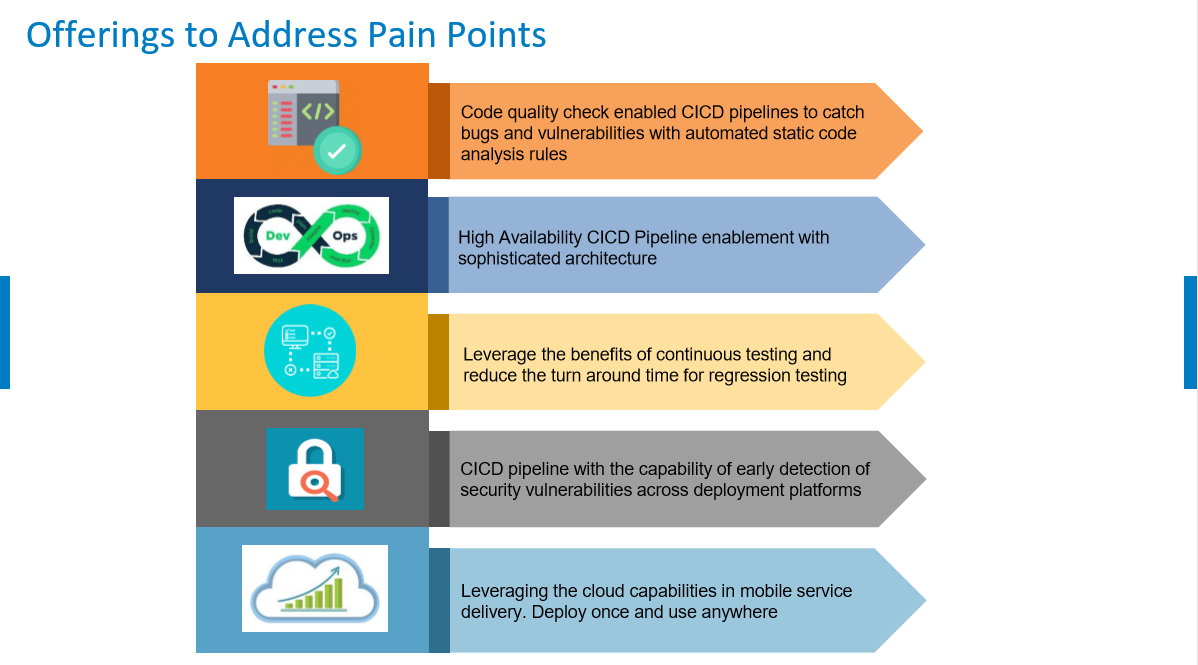 Offerings to Address Pain Points
Code quality check enabled CICD pipelines to catch
bugs and vulnerabilities with automated static code
analysis rules
</>
Dev
Ops
High Availability CICD Pipeline enablement with
sophisticated architecture
Leverage the benefits of continuous testing and
reduce the turn around time for regression testing
CICD pipeline with the capability of early detection of
security vulnerabilities across deployment platforms
Leveraging the cloud capabilities in mobile service
delivery. Deploy once and use anywhere